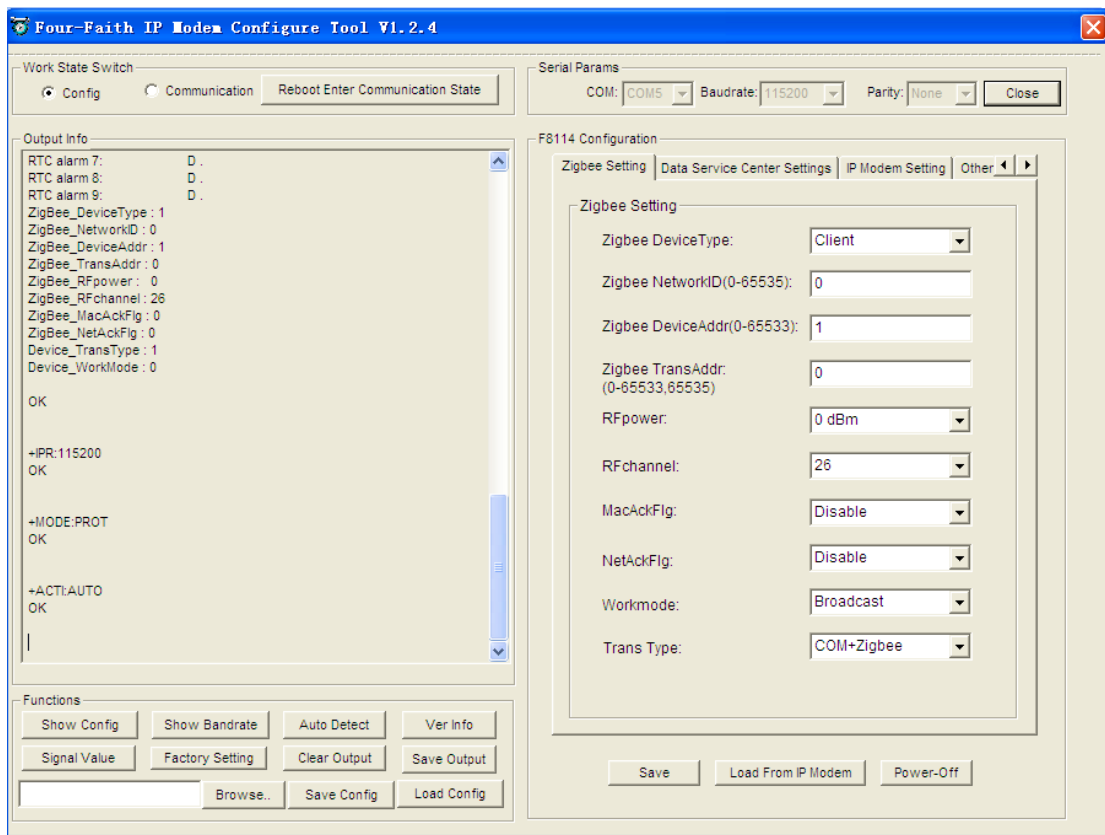 Four-Faith IP Modem Configure Tool V1.2.4
Work State Switch
Config
Communication
Reboot Enter Communication State
Serial Params
COM: COM5
Baudrate: 115200
Parity: None
Close
Output Info
RTC alarm 7: D .
RTC alarm 8: D .
RTC alarm 9: D .
ZigBee_DeviceType : 1
ZigBee_NetworkID : 0
ZigBee_DeviceAddr : 1
ZigBee_TransAddr : 0
ZigBee_RFpower : 0
ZigBee_RFchannel : 26
ZigBee_MacAckFlg : 0
ZigBee_NetAckFlg : 0
Device_TransType : 1
Device_WorkMode : 0
OK
+IPR:115200
OK
+MODE:PROT
OK
+ACTI:AUTO
OK
Functions
Show Config
Show Bandrate
Auto Detect
Ver Info
Signal Value
Factory Setting
Clear Output
Save Output
Browse..
Save Config
Load Config
F8114 Configuration
Zigbee Setting
Data Service Center Settings
IP Modem Setting
Other
Zigbee Setting
Zigbee DeviceType: Client
Zigbee NetworkID(0-65535): 0
Zigbee DeviceAddr(0-65533): 1
Zigbee TransAddr: 0
(0-65533,65535)
RFpower: 0 dBm
RFchannel: 26
MacAckFlg: Disable
NetAckFlg: Disable
Workmode: Broadcast
Trans Type: COM+Zigbee
Save
Load From IP Modem
Power-Off